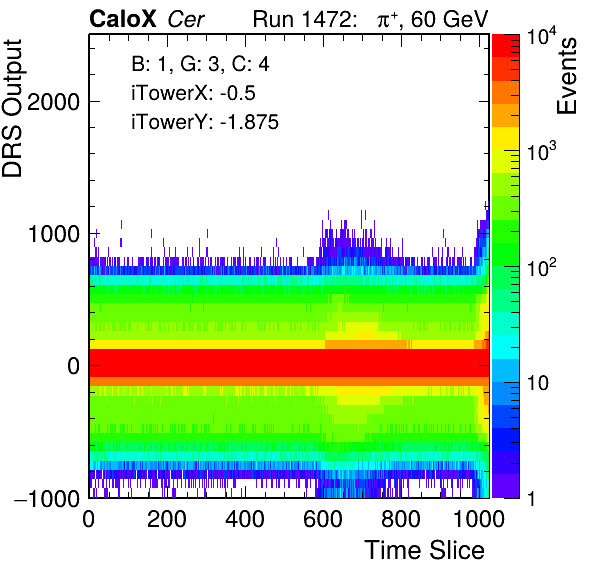 CaloX Cer Run 1472: π⁺, 60 GeV
B: 1, G: 3, C: 4
iTowerX: -0.5
iTowerY: -1.875
DRS Output
2000
1000
0
−1000
0 200 400 600 800 1000
Time Slice
Events
10⁴
10³
10²
10
1